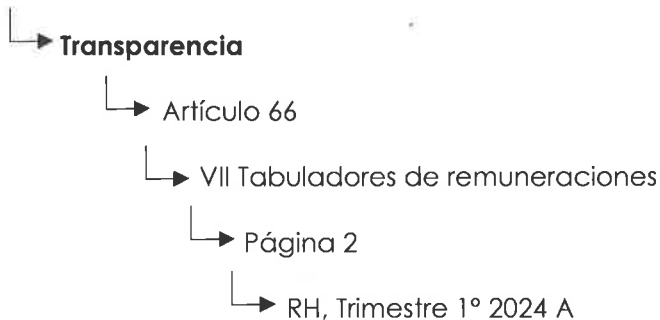 Transparencia
Artículo 66
VII Tabuladores de remuneraciones
Página 2
RH, Trimestre 1° 2024 A